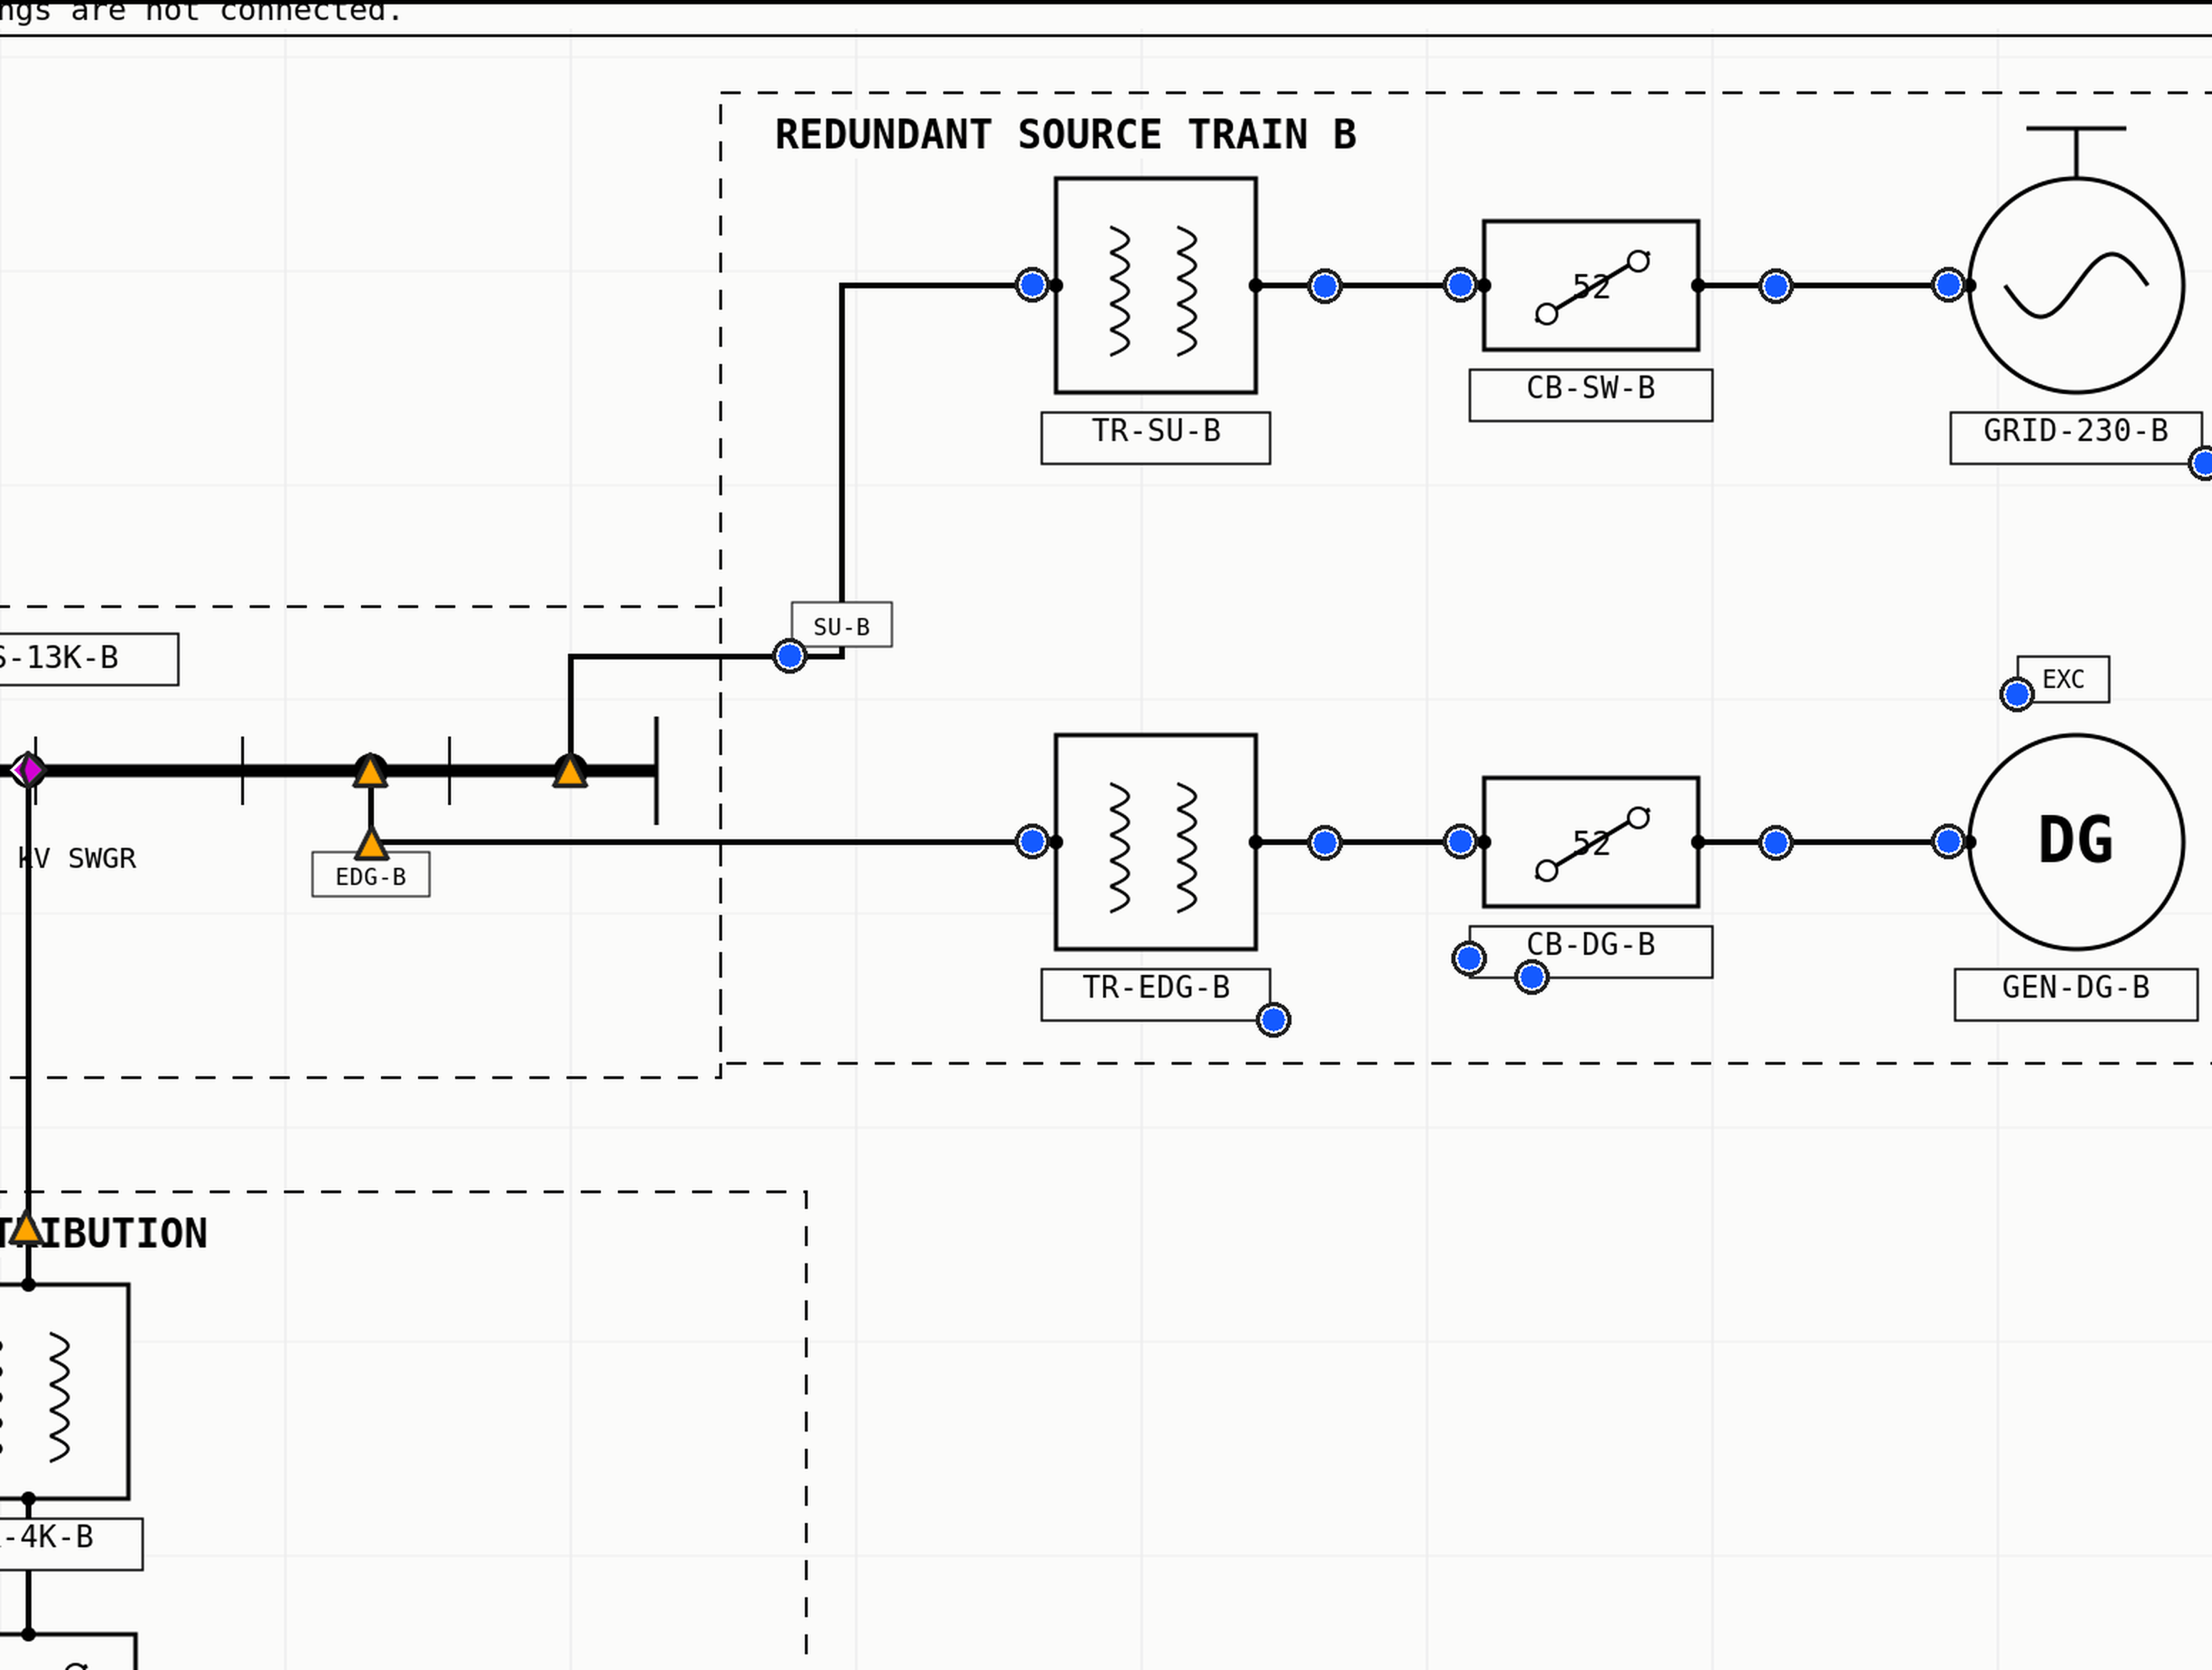 ngs are not connected.
REDUNDANT SOURCE TRAIN B
52
52
CB-SW-B
TR-SU-B
GRID-230-B
SU-B
S-13K-B
EXC
DG
kV SWGR
EDG-B
CB-DG-B
TR-EDG-B
GEN-DG-B
TRIBUTION
-4K-B